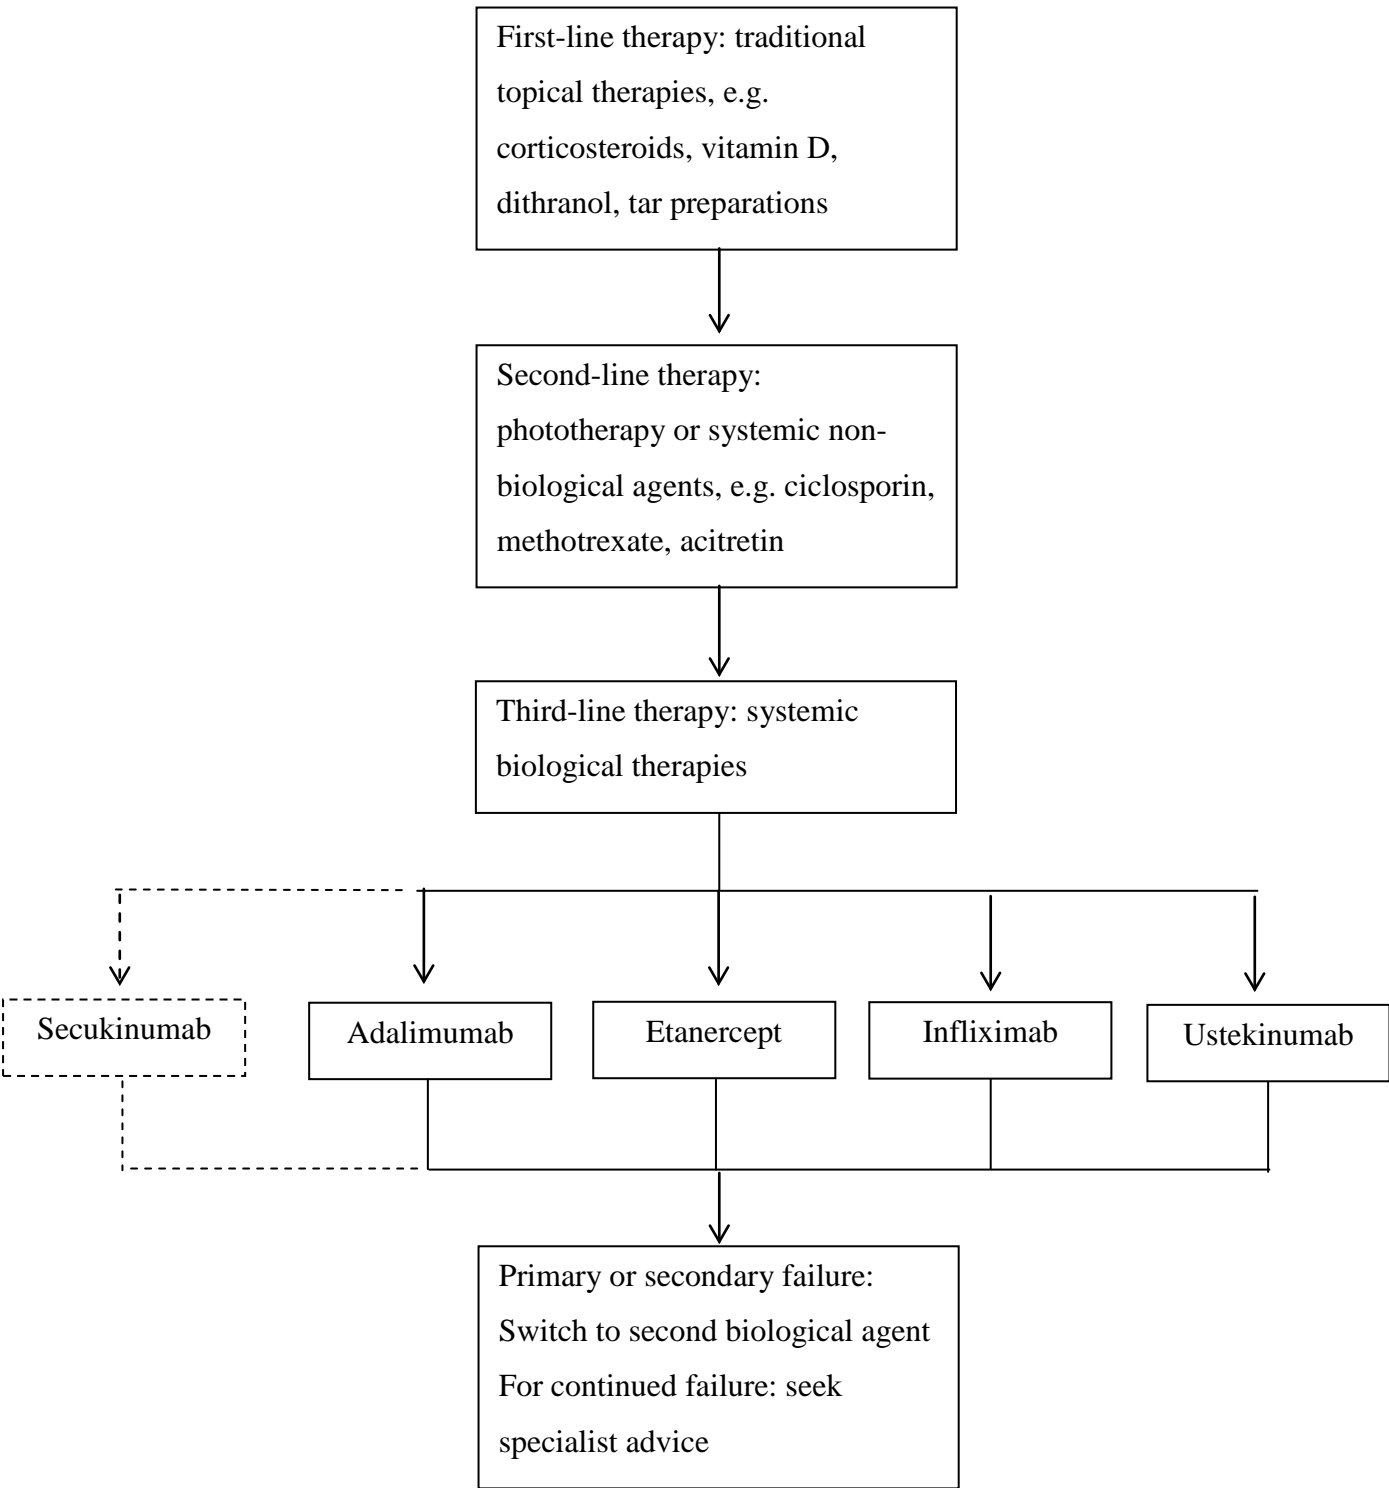 First-line therapy: traditional
topical therapies, e.g.
corticosteroids, vitamin D,
dithranol, tar preparations
Second-line therapy:
phototherapy or systemic non-
biological agents, e.g. ciclosporin,
methotrexate, acitretin
Third-line therapy: systemic
biological therapies
Secukinumab
Adalimumab
Etanercept
Infliximab
Ustekinumab
Primary or secondary failure:
Switch to second biological agent
For continued failure: seek
specialist advice